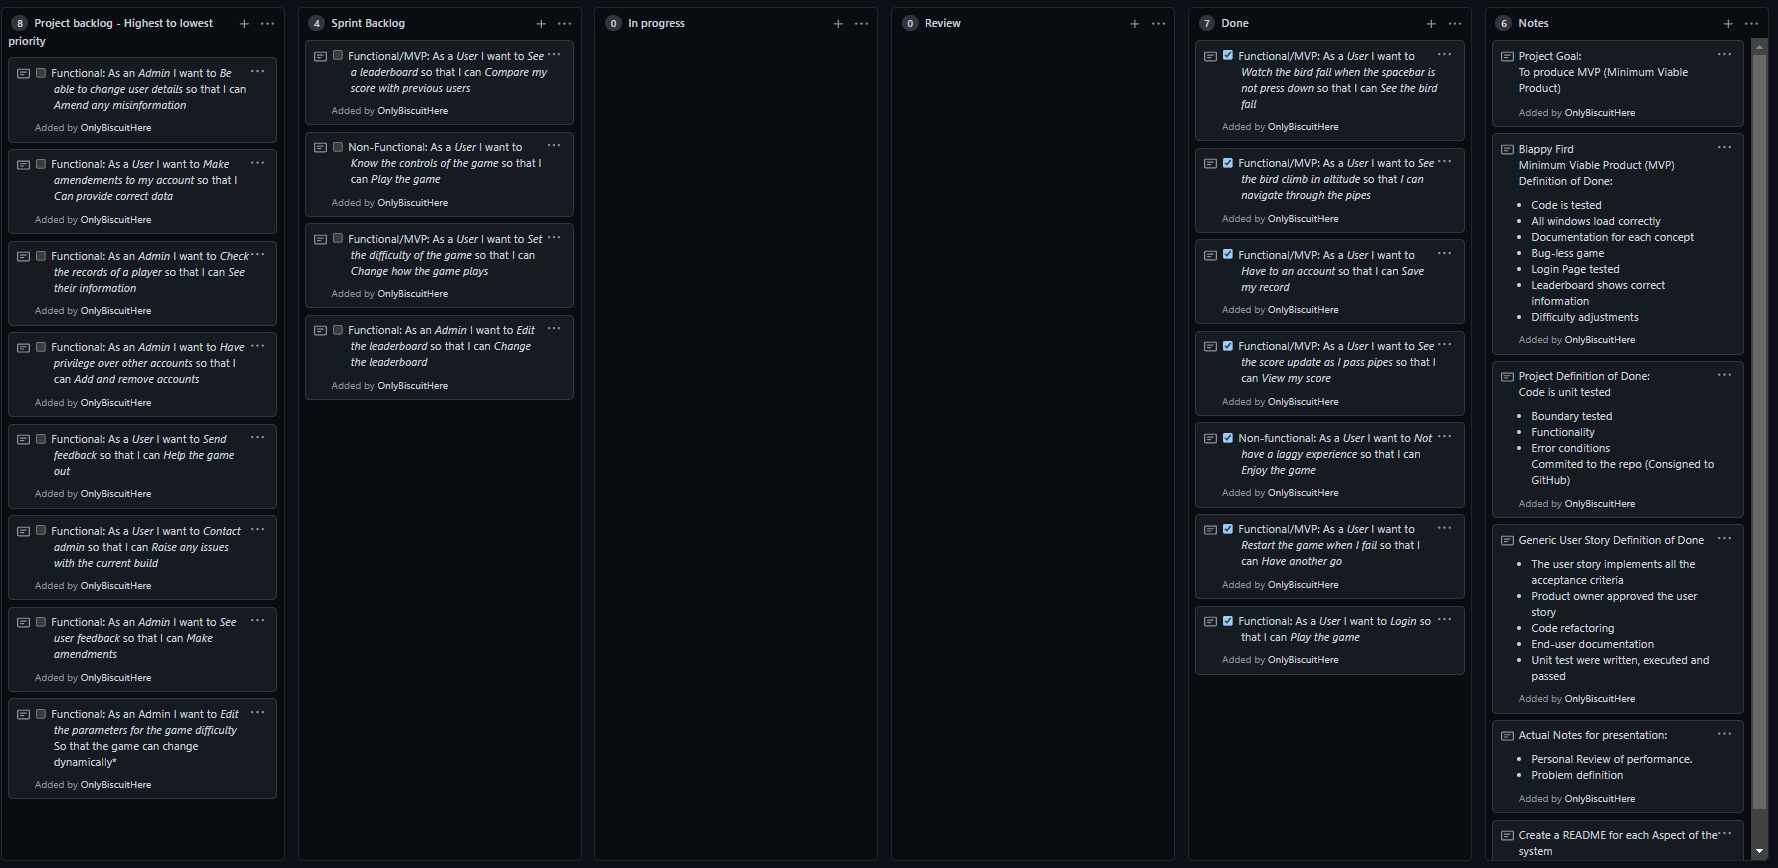 8 Project backlog - Highest to lowest
priority
Functional: As an Admin I want to Be
able to change user details so that I can
Amend any misinformation
Added by OnlyBiscuitHere
Functional: As a User I want to Make
amendements to my account so that I
Can provide correct data
Added by OnlyBiscuitHere
Functional: As an Admin I want to Check
the records of a player so that I can See
their information
Added by OnlyBiscuitHere
Functional: As an Admin I want to Have
privilege over other accounts so that I
can Add and remove accounts
Added by OnlyBiscuitHere
Functional: As a User I want to Send
feedback so that I can Help the game
out
Added by OnlyBiscuitHere
Functional: As a User I want to Contact
admin so that I can Raise any issues
with the current build
Added by OnlyBiscuitHere
Functional: As an Admin I want to See
user feedback so that I can Make
amendments
Added by OnlyBiscuitHere
Functional: As an Admin I want to Edit
the parameters for the game difficulty
So that the game can change
dynamically*
Added by OnlyBiscuitHere
4 Sprint Backlog
Functional/MVP: As a User I want to See
a leaderboard so that I can Compare my
score with previous users
Added by OnlyBiscuitHere
Non-Functional: As a User I want to
Know the controls of the game so that I
can Play the game
Added by OnlyBiscuitHere
Functional/MVP: As a User I want to Set
the difficulty of the game so that I can
Change how the game plays
Added by OnlyBiscuitHere
Functional: As an Admin I want to Edit
the leaderboard so that I can Change
the leaderboard
Added by OnlyBiscuitHere
0 In progress
0 Review
7 Done
Functional/MVP: As a User I want to
Watch the bird fall when the spacebar is
not press down so that I can See the bird
fall
Added by OnlyBiscuitHere
Functional/MVP: As a User I want to See
the bird climb in altitude so that I can
navigate through the pipes
Added by OnlyBiscuitHere
Functional/MVP: As a User I want to
Have to an account so that I can Save
my record
Added by OnlyBiscuitHere
Functional/MVP: As a User I want to See
the score update as I pass pipes so that I
can View my score
Added by OnlyBiscuitHere
Non-functional: As a User I want to Not
have a laggy experience so that I can
Enjoy the game
Added by OnlyBiscuitHere
Functional/MVP: As a User I want to
Restart the game when I fail so that I
can Have another go
Added by OnlyBiscuitHere
Functional: As a User I want to Login so
that I can Play the game
Added by OnlyBiscuitHere
6 Notes
Project Goal:
To produce MVP (Minimum Viable
Product)
Added by OnlyBiscuitHere
Blappy Fird
Minimum Viable Product (MVP)
Definition of Done:
• Code is tested
• All windows load correctly
• Documentation for each concept
• Bug-less game
• Login Page tested
• Leaderboard shows correct
information
• Difficulty adjustments
Added by OnlyBiscuitHere
Project Definition of Done:
Code is unit tested
• Boundary tested
• Functionality
• Error conditions
Commited to the repo (Consigned to
GitHub)
Added by OnlyBiscuitHere
Generic User Story Definition of Done
• The user story implements all the
acceptance criteria
• Product owner approved the user
story
• Code refactoring
• End-user documentation
• Unit test were written, executed and
passed
Added by OnlyBiscuitHere
Actual Notes for presentation:
• Personal Review of performance.
• Problem definition
Added by OnlyBiscuitHere
Create a README for each Aspect of the
system